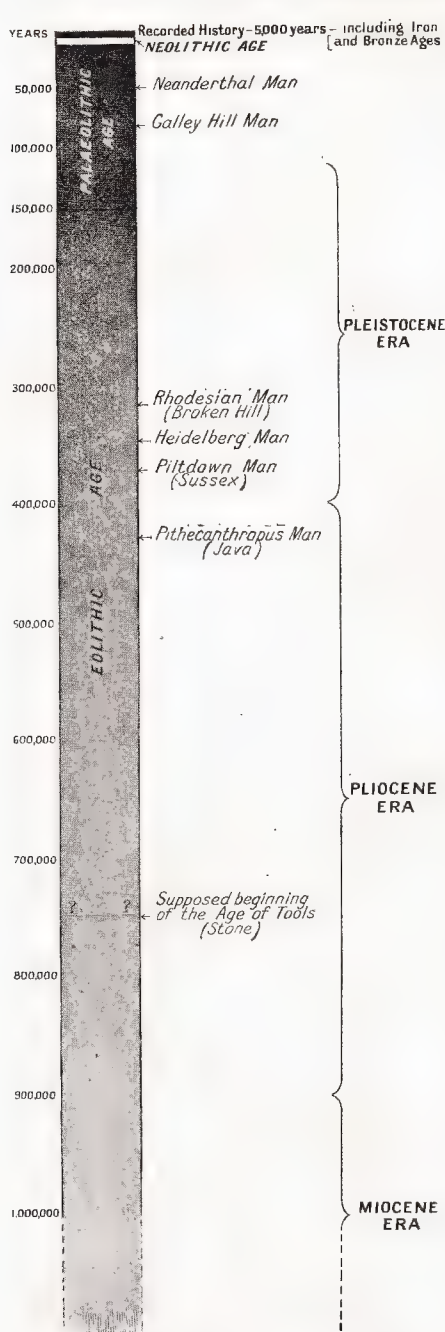 YEARS
Recorded History - 5,000 years - including Iron
and Bronze Ages
NEOLITHIC AGE
50,000
Neanderthal Man
PALAEOLITHIC
AGE
Galley Hill Man
100,000
150,000
200,000
PLEISTOCENE
ERA
300,000
Rhodesian Man
(Broken Hill)
Heidelberg Man
Piltdown Man
(Sussex)
400,000
Pithecanthropus Man
(Java)
EOLITHIC AGE
500,000
600,000
PLIOCENE
ERA
700,000
? ?
Supposed beginning
of the Age of Tools
(Stone)
800,000
900,000
1,000,000
MIOCENE
ERA